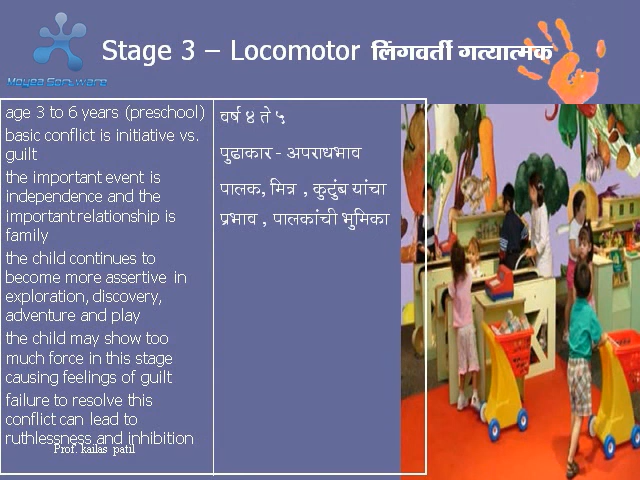 Stage 3 – Locomotor लिंगवर्ती गत्यात्मक
Moyea Software
age 3 to 6 years (preschool)
basic conflict is initiative vs.
guilt
the important event is
independence and the
important relationship is
family
the child continues to
become more assertive in
exploration, discovery,
adventure and play
the child may show too
much force in this stage
causing feelings of guilt
failure to resolve this
conflict can lead to
ruthlessness and inhibition
वर्ष ४ ते ५
पुढाकार - अपराधभाव
पालक, मित्र , कुटुंब यांचा
प्रभाव , पालकांची भुमिका
Prof. kailas patil